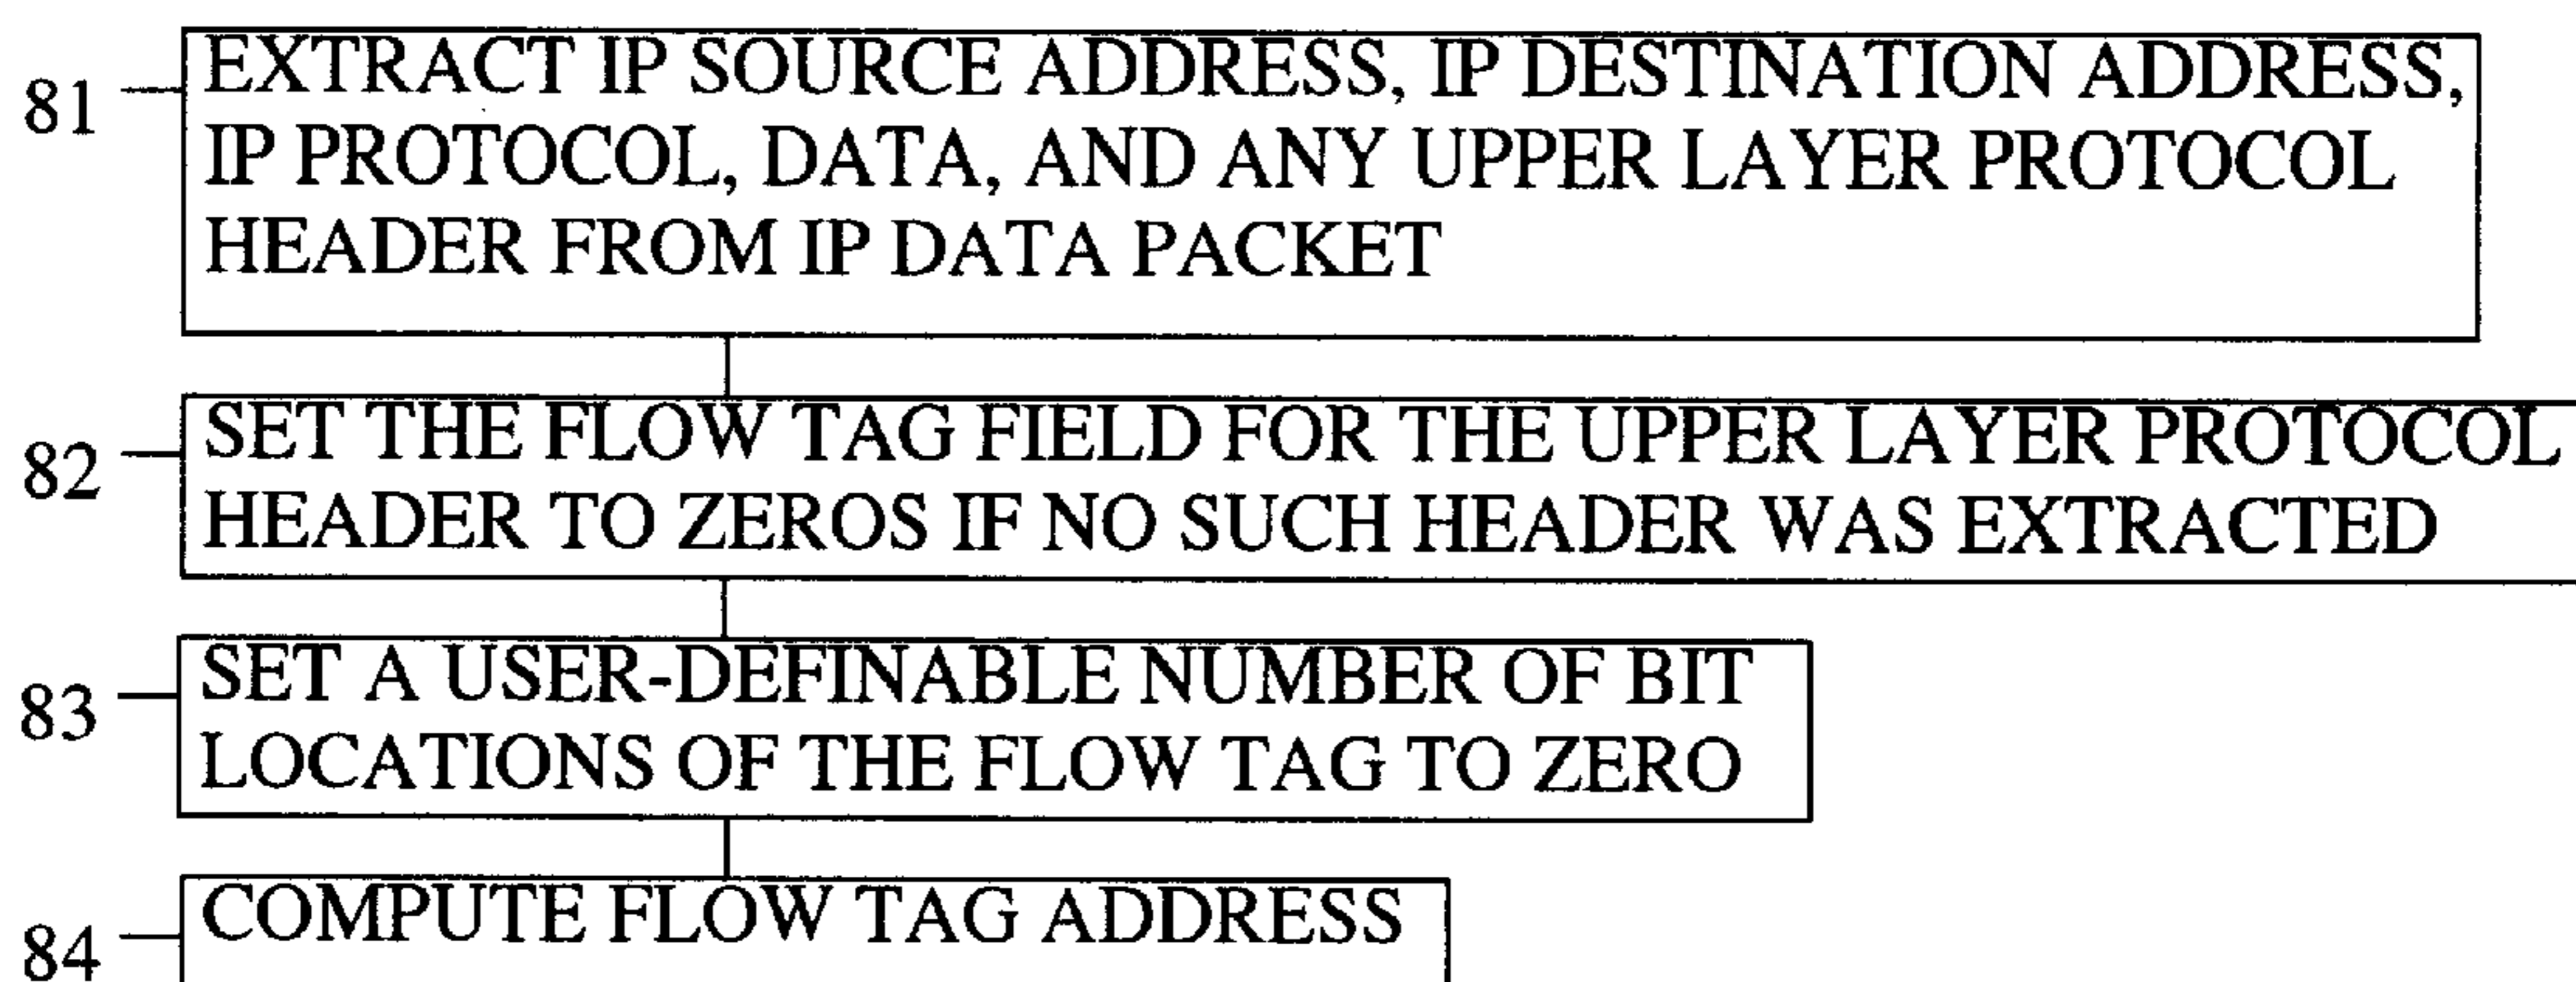 81
EXTRACT IP SOURCE ADDRESS, IP DESTINATION ADDRESS,
IP PROTOCOL, DATA, AND ANY UPPER LAYER PROTOCOL
HEADER FROM IP DATA PACKET
82
SET THE FLOW TAG FIELD FOR THE UPPER LAYER PROTOCOL
HEADER TO ZEROS IF NO SUCH HEADER WAS EXTRACTED
83
SET A USER-DEFINABLE NUMBER OF BIT
LOCATIONS OF THE FLOW TAG TO ZERO
84
COMPUTE FLOW TAG ADDRESS